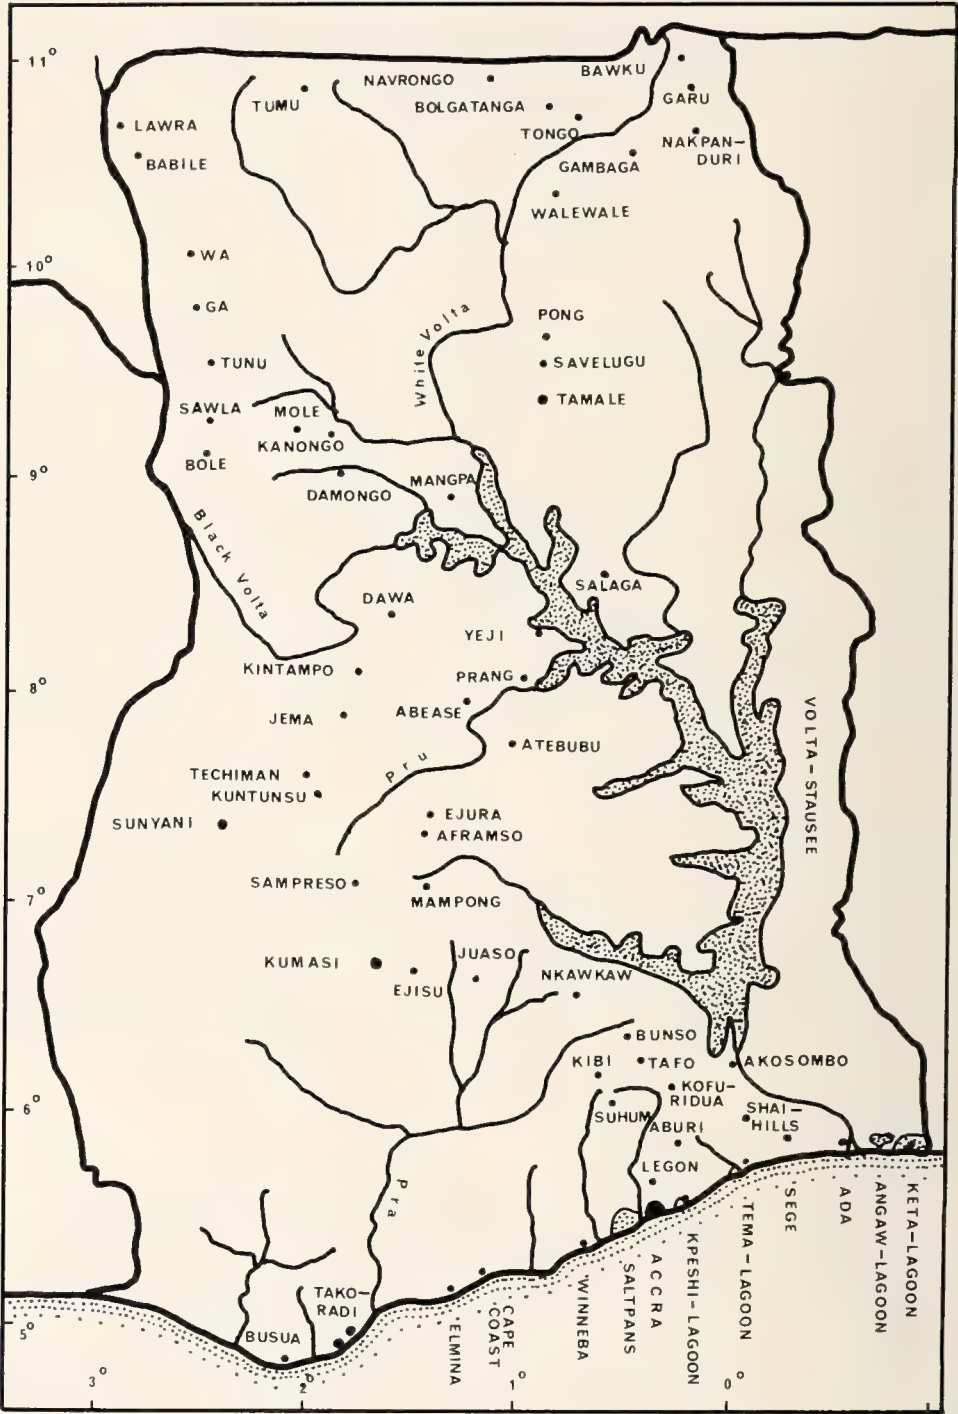 11°
NAVRONGO
BAWKU
TUMU
BOLGATANGA
GARU
LAWRA
TONGO
NAKPAN-
DURI
BABILE
GAMBAGA
WALEWALE
WA
10°
GA
White Volta
PONG
TUNU
SAVELUGU
SAWLA
MOLE
TAMALE
KANONGO
BOLE
9°
DAMONGO
MANGPA
Black Volta
SALAGA
DAWA
YEJI
KINTAMPO
PRANG
8°
JEMA
ABEASE
VOLTA-STAUSEE
ATEBUBU
Pru
TECHIMAN
KUNTUNSU
SUNYANI
EJURA
AFRAMSO
SAMPRESO
7°
MAMPONG
KUMASI
JUASO
EJISU
NKAWKAW
BUNSO
KIBI
TAFO
AKOSOMBO
KOFU-
RIDUA
6°
SUHUM
SHAI-
HILLS
ABURI
LEGON
Pra
TAKO-
RADI
BUSUA
5°
ELMINA
CAPE
COAST
WINNEBA
SALTPANS
ACCRA
KPESHI-LAGOON
TEMA-LAGOON
SEGE
ADA
ANGAW-LAGOON
KETA-LAGOON
3°
2°
1°
0°